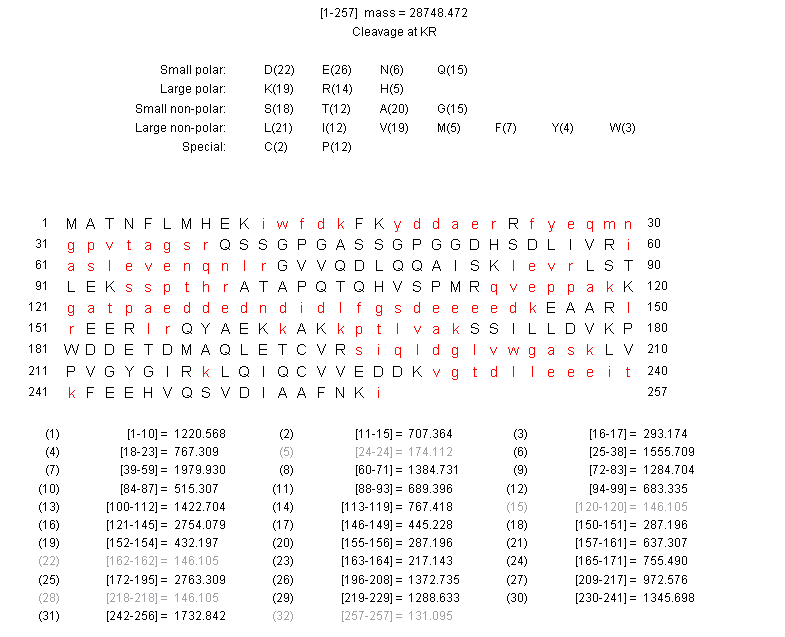 [1-257] mass = 28748.472
Cleavage at KR
Small polar: D(22) E(26) N(6) Q(15)
Large polar: K(19) R(14) H(5)
Small non-polar: S(18) T(12) A(20) G(15)
Large non-polar: L(21) I(12) V(19) M(5) F(7) Y(4) W(3)
Special: C(2) P(12)
1 M A T N F L M H E K i w f d k F K y d d a e r R f y e q m n 30
31 g p v t a g s r Q S S G P G A S S G P G G D H S D L I V R i 60
61 a s l e v e n q n l r G V V Q D L Q Q A I S K l e v r L S T 90
91 L E K s s p t h r A T A P Q T Q H V S P M R q v e p p a k K 120
121 g a t p a e d d e d n d i d l f g s d e e e e d k E A A R l 150
151 r E E R l r Q Y A E K k A K k p t l v a k S S I L L D V K P 180
181 W D D E T D M A Q L E T C V R s i q l d g l v w g a s k L V 210
211 P V G Y G I R k L Q I Q C V V E D D K v g t d l l e e e i t 240
241 k F E E H V Q S V D I A A F N K i 257
(1) [1-10] = 1220.568 (2) [11-15] = 707.364 (3) [16-17] = 293.174
(4) [18-23] = 767.309 (5) [24-24] = 174.112 (6) [25-38] = 1555.709
(7) [39-59] = 1979.930 (8) [60-71] = 1384.731 (9) [72-83] = 1284.704
(10) [84-87] = 515.307 (11) [88-93] = 689.396 (12) [94-99] = 683.335
(13) [100-112] = 1422.704 (14) [113-119] = 767.418 (15) [120-120] = 146.105
(16) [121-145] = 2754.079 (17) [146-149] = 445.228 (18) [150-151] = 287.196
(19) [152-154] = 432.197 (20) [155-156] = 287.196 (21) [157-161] = 637.307
(22) [162-162] = 146.105 (23) [163-164] = 217.143 (24) [165-171] = 755.490
(25) [172-195] = 2763.309 (26) [196-208] = 1372.735 (27) [209-217] = 972.576
(28) [218-218] = 146.105 (29) [219-229] = 1288.633 (30) [230-241] = 1345.698
(31) [242-256] = 1732.842 (32) [257-257] = 131.095